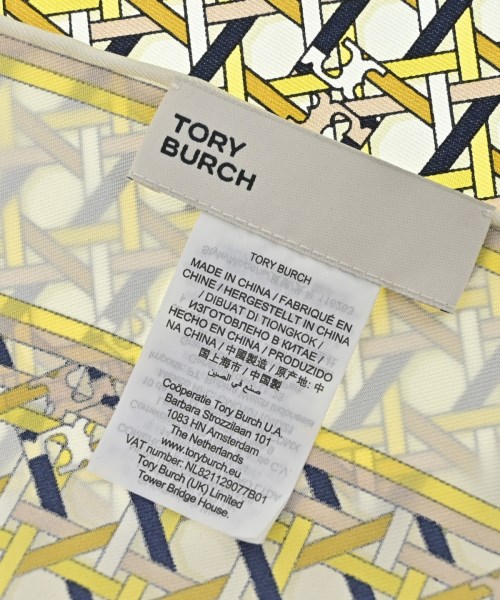 TORY
BURCH
TORY BURCH
MADE IN CHINA / FABRIQUÉ EN
CHINE / HERGESTELLT IN CHINA
/ DIBUAT DI TIONGKOK /
ИЗГОТОВЛЕНО В КИТАЕ /
HECHO EN CHINA / PRODUZIDO
NA CHINA / 中國製造 / 原产地: 中
国上海市 / 中国製
صنع في الصين
Coöperatie Tory Burch U.A.
Barbara Strozzilaan 101
1083 HN Amsterdam
The Netherlands
www.toryburch.eu
VAT number: NL821129077B01
Tory Burch (UK) Limited
Tower Bridge House.